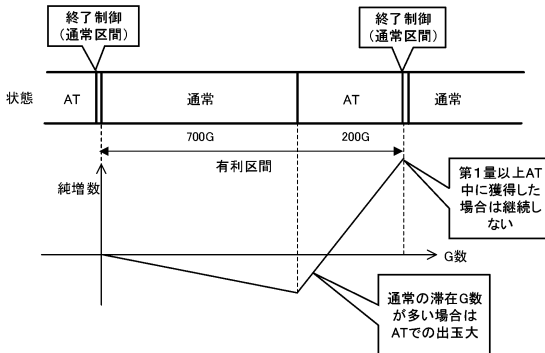 終了制御
(通常区間)
終了制御
(通常区間)
状態
AT
通常
AT
通常
700G
200G
有利区間
純増数
第1量以上AT
中に獲得した
場合は継続し
ない
G数
通常の滞在G数
が多い場合は
ATでの出玉大